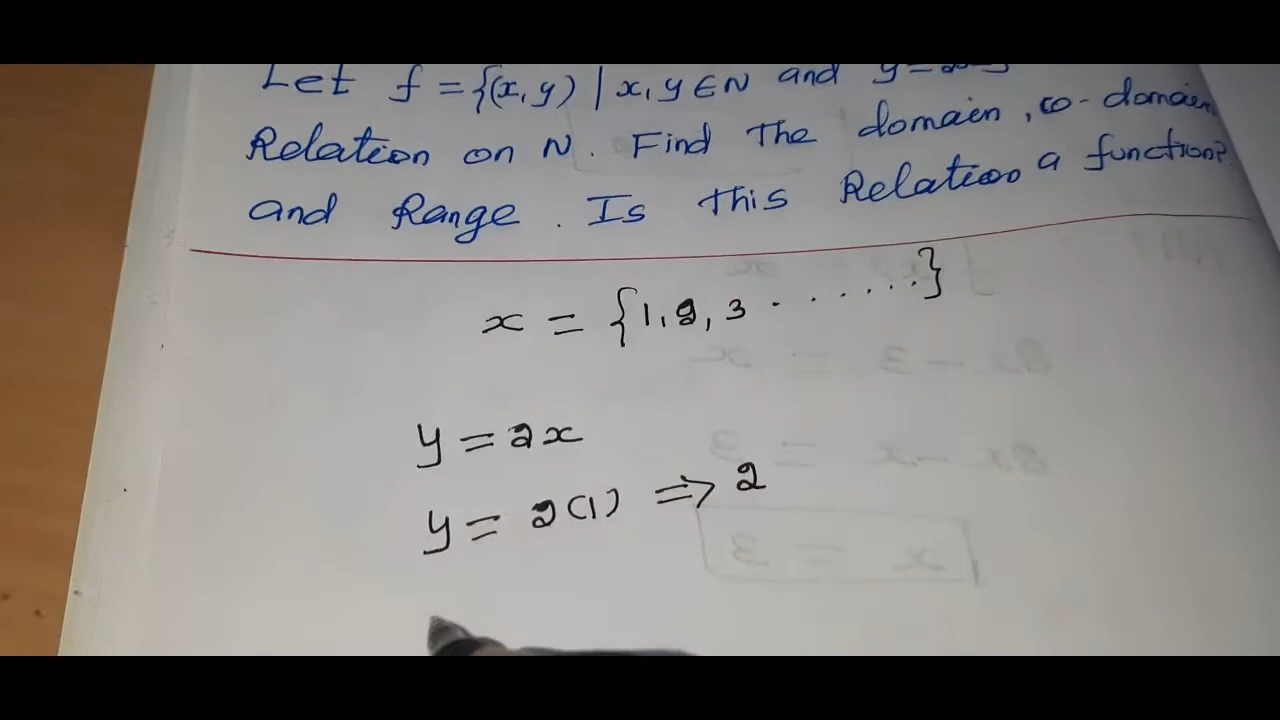 Let f = {(x, y) | x, y ∈ N and y = 2x}
Relation on N. Find The domain, co-domain
and Range. Is This Relation a function?
x = {1, 2, 3 . . . . . . .}
y = 2x
y = 2(1) ⇒ 2